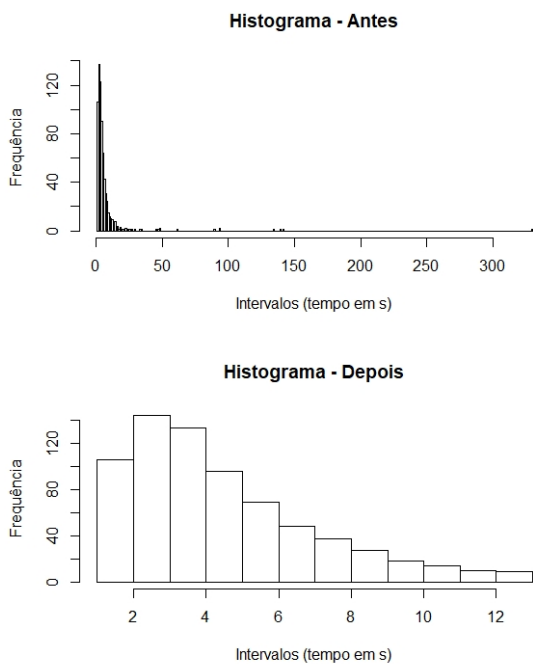 Histograma - Antes
Frequência
0 40 80 120
0 50 100 150 200 250 300
Intervalos (tempo em s)
Histograma - Depois
Frequência
0 40 80 120
2 4 6 8 10 12
Intervalos (tempo em s)